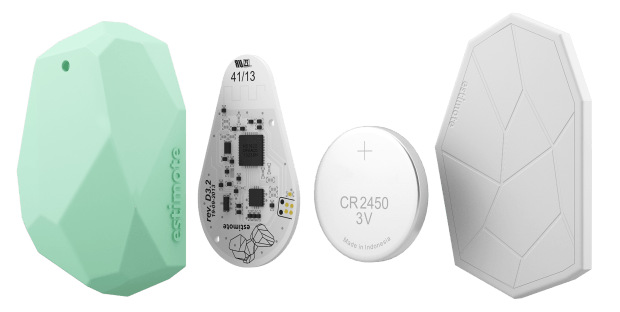 estimote
41/13
rev. D3.2
estimote
CR2450
3V
Made in Indonesia
estimote